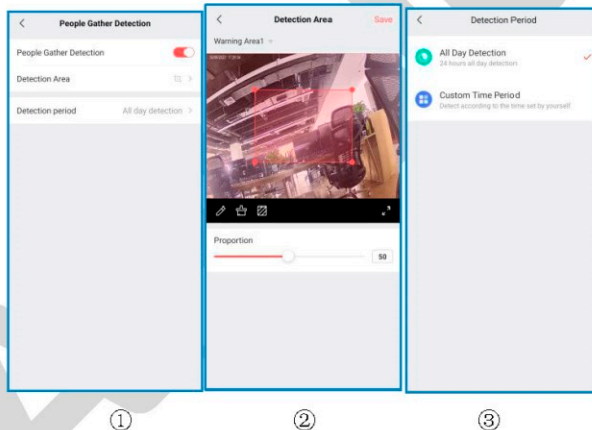 People Gather Detection
People Gather Detection
Detection Area
Detection period All day detection
①
Detection Area Save
Warning Area1
Proportion
50
②
Detection Period
All Day Detection
24 hours all day detection
Custom Time Period
Detect according to the time set by yourself
③